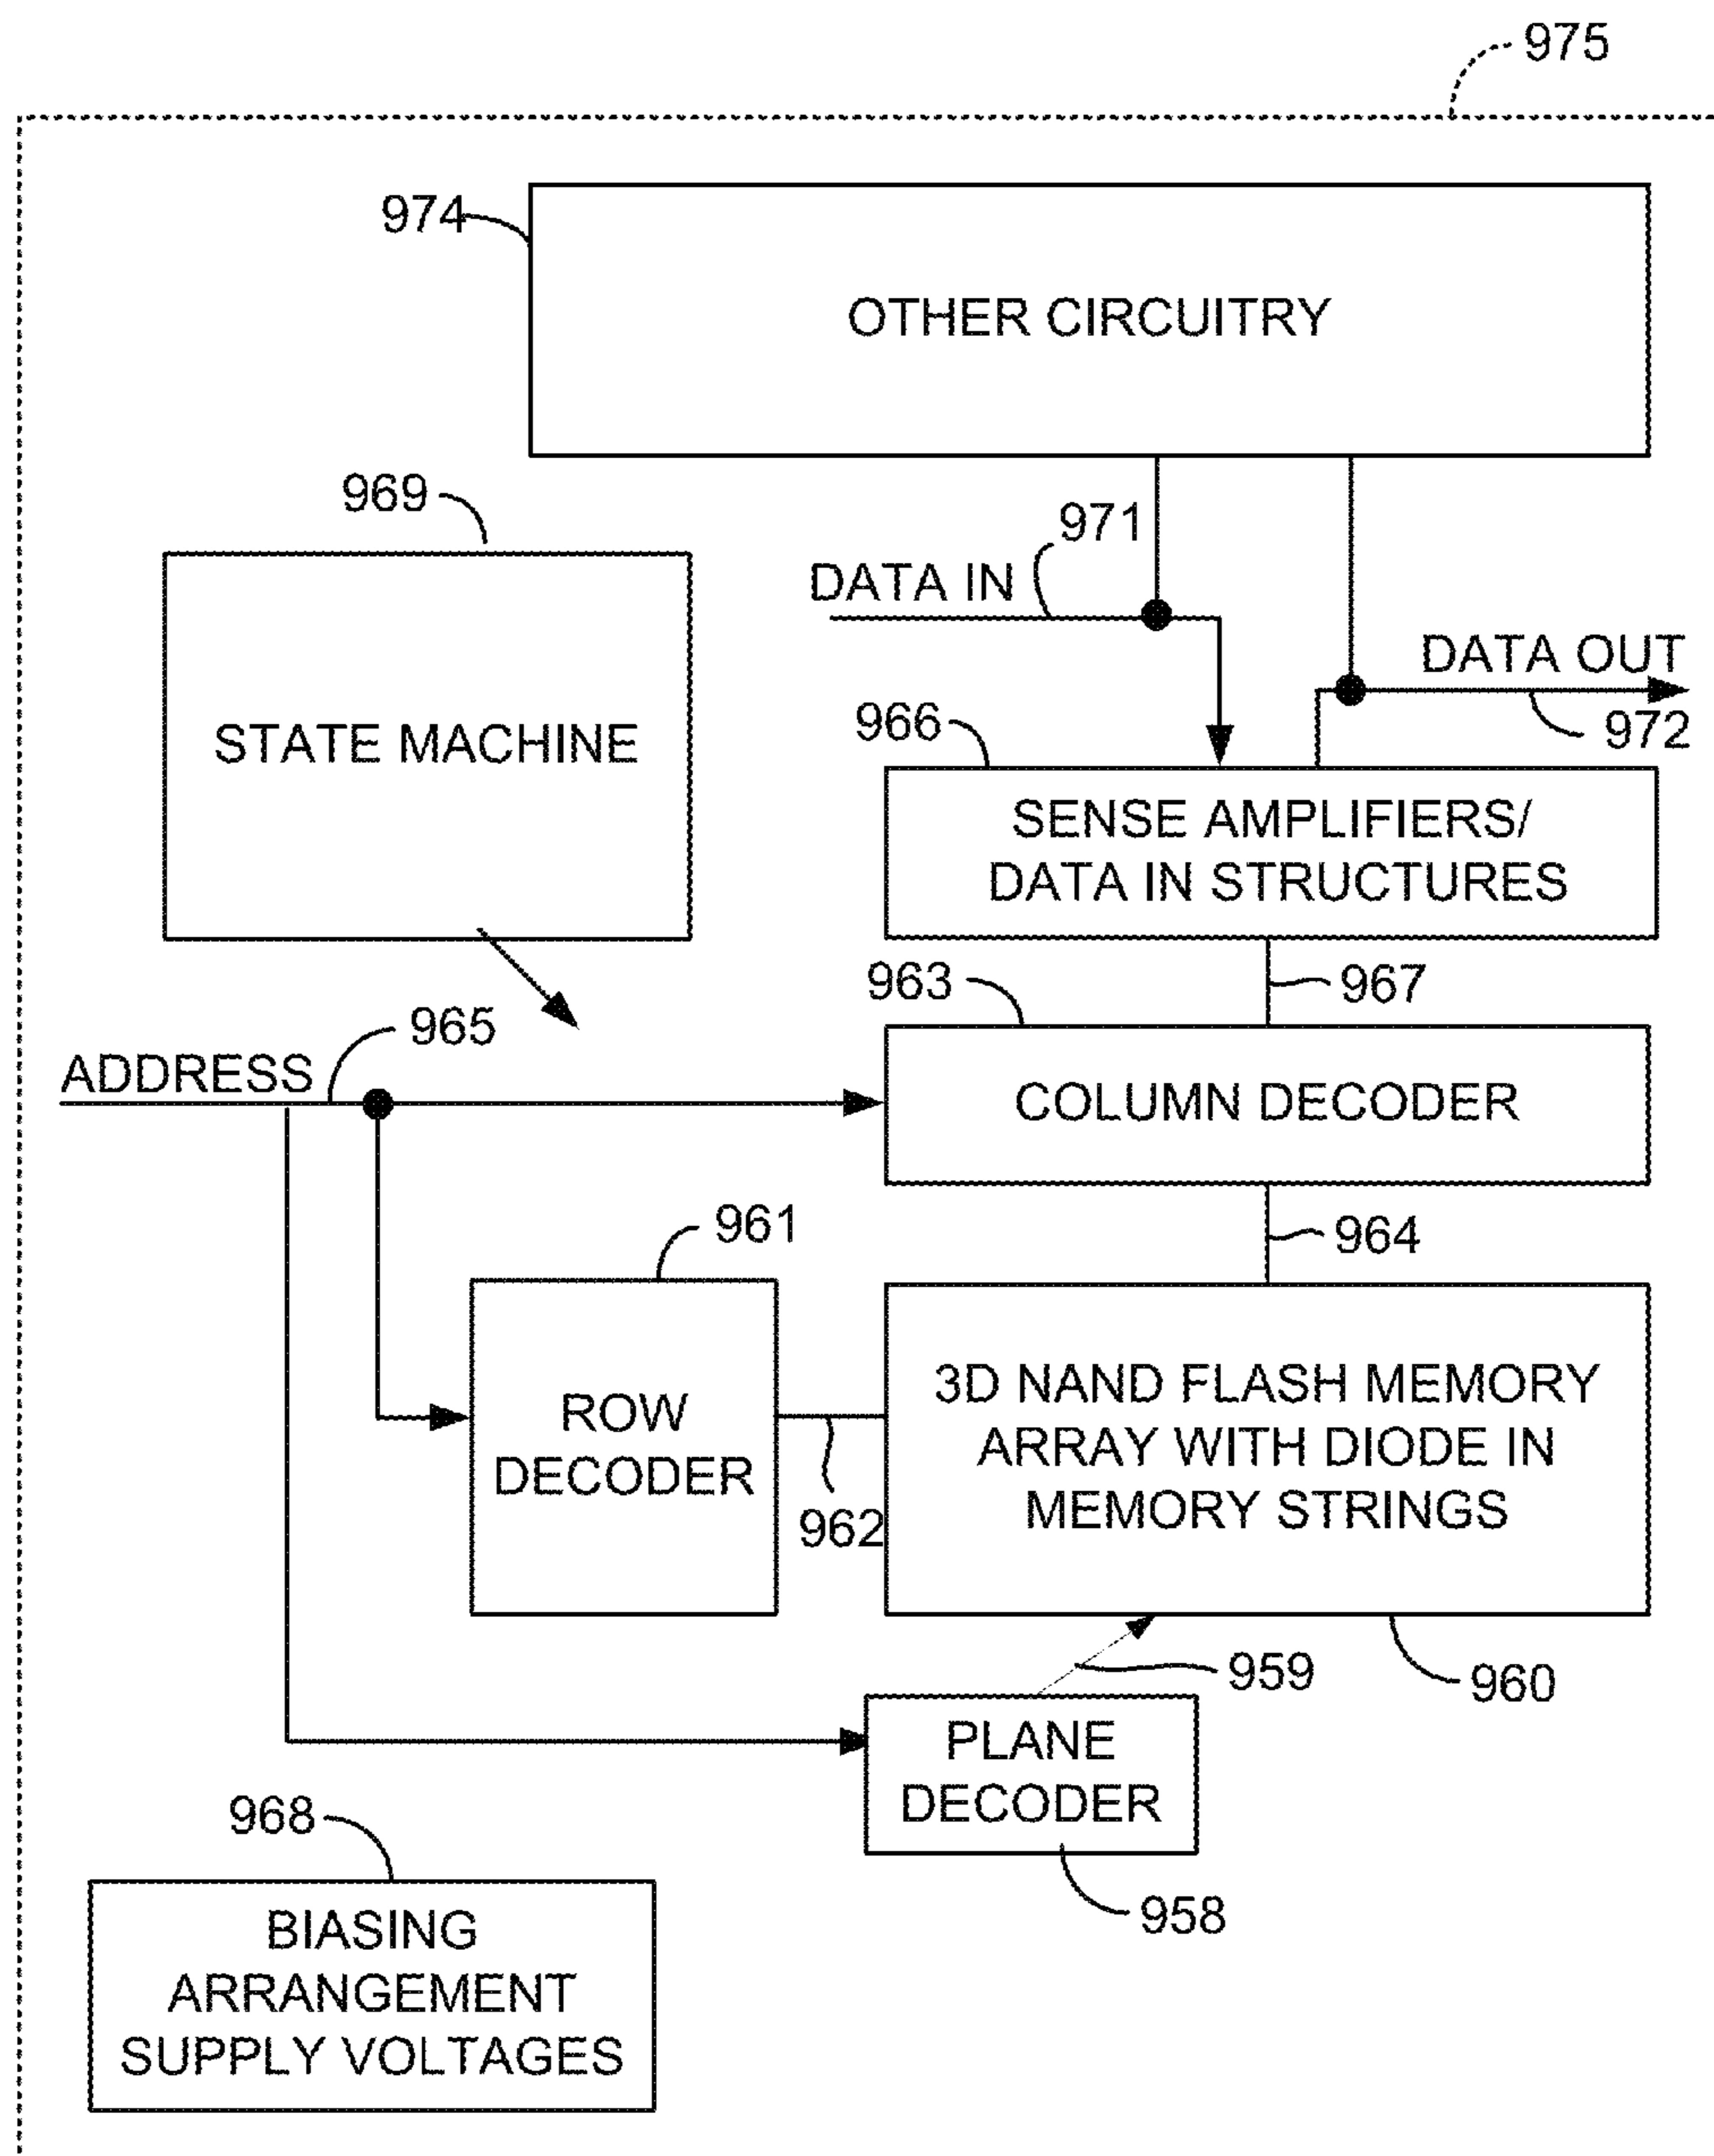 975
974
OTHER CIRCUITRY
969
971
DATA IN
DATA OUT
972
STATE MACHINE
966
SENSE AMPLIFIERS/
DATA IN STRUCTURES
963
967
965
ADDRESS
COLUMN DECODER
961
964
ROW
DECODER
962
3D NAND FLASH MEMORY
ARRAY WITH DIODE IN
MEMORY STRINGS
959
960
PLANE
DECODER
958
968
BIASING
ARRANGEMENT
SUPPLY VOLTAGES